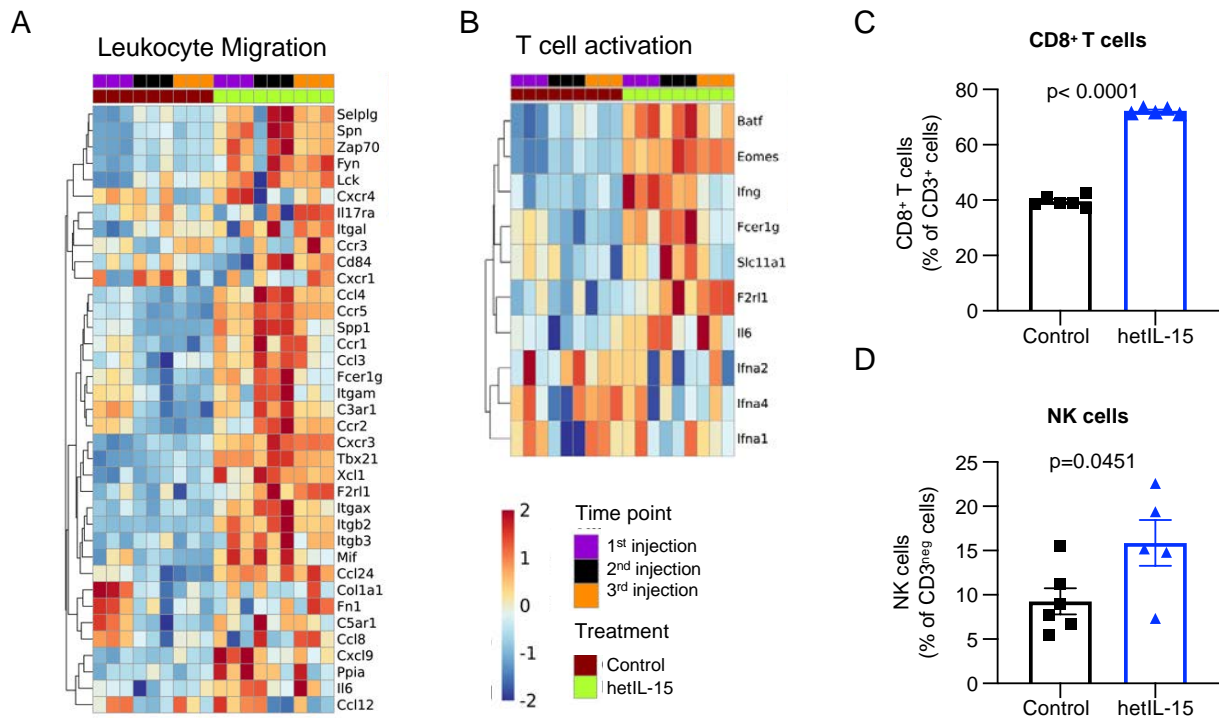 A
Leukocyte Migration
Selplg
Spn
Zap70
Fyn
Lck
Cxcr4
Il17ra
Itgal
Ccr3
Cd84
Cxcr1
Ccl4
Ccr5
Spp1
Ccr1
Ccl3
Fcer1g
Itgam
C3ar1
Ccr2
Cxcr3
Tbx21
Xcl1
F2rl1
Itgax
Itgb2
Itgb3
Mif
Ccl24
Col1a1
Fn1
C5ar1
Ccl8
Cxcl9
Ppia
Il6
Ccl12
B
T cell activation
Batf
Eomes
Ifng
Fcer1g
Slc11a1
F2rl1
Il6
Ifna2
Ifna4
Ifna1
2
1
0
-1
-2
Time point
1st injection
2nd injection
3rd injection
Treatment
Control
hetIL-15
C
CD8+ T cells
p< 0.0001
CD8+ T cells
(% of CD3+ cells)
80
60
40
20
0
Control hetIL-15
D
NK cells
p=0.0451
NK cells
(% of CD3neg cells)
25
20
15
10
5
0
Control hetIL-15